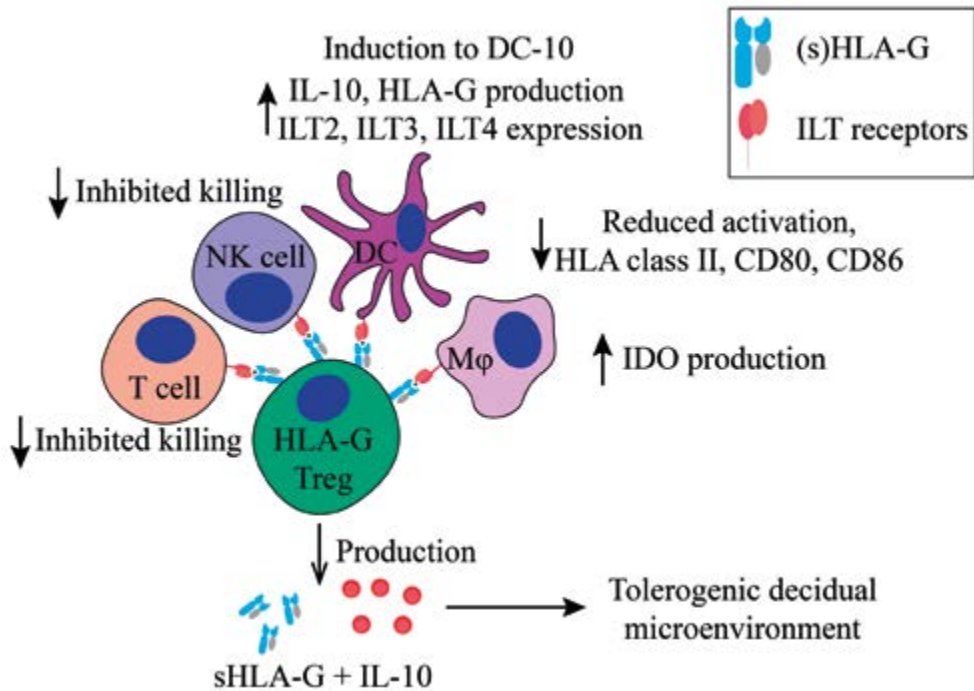 Induction to DC-10
IL-10, HLA-G production
ILT2, ILT3, ILT4 expression
(s)HLA-G
ILT receptors
Inhibited killing
NK cell
DC
Reduced activation,
HLA class II, CD80, CD86
T cell
Mφ
IDO production
Inhibited killing
HLA-G
Treg
Production
sHLA-G + IL-10
Tolerogenic decidual
microenvironment